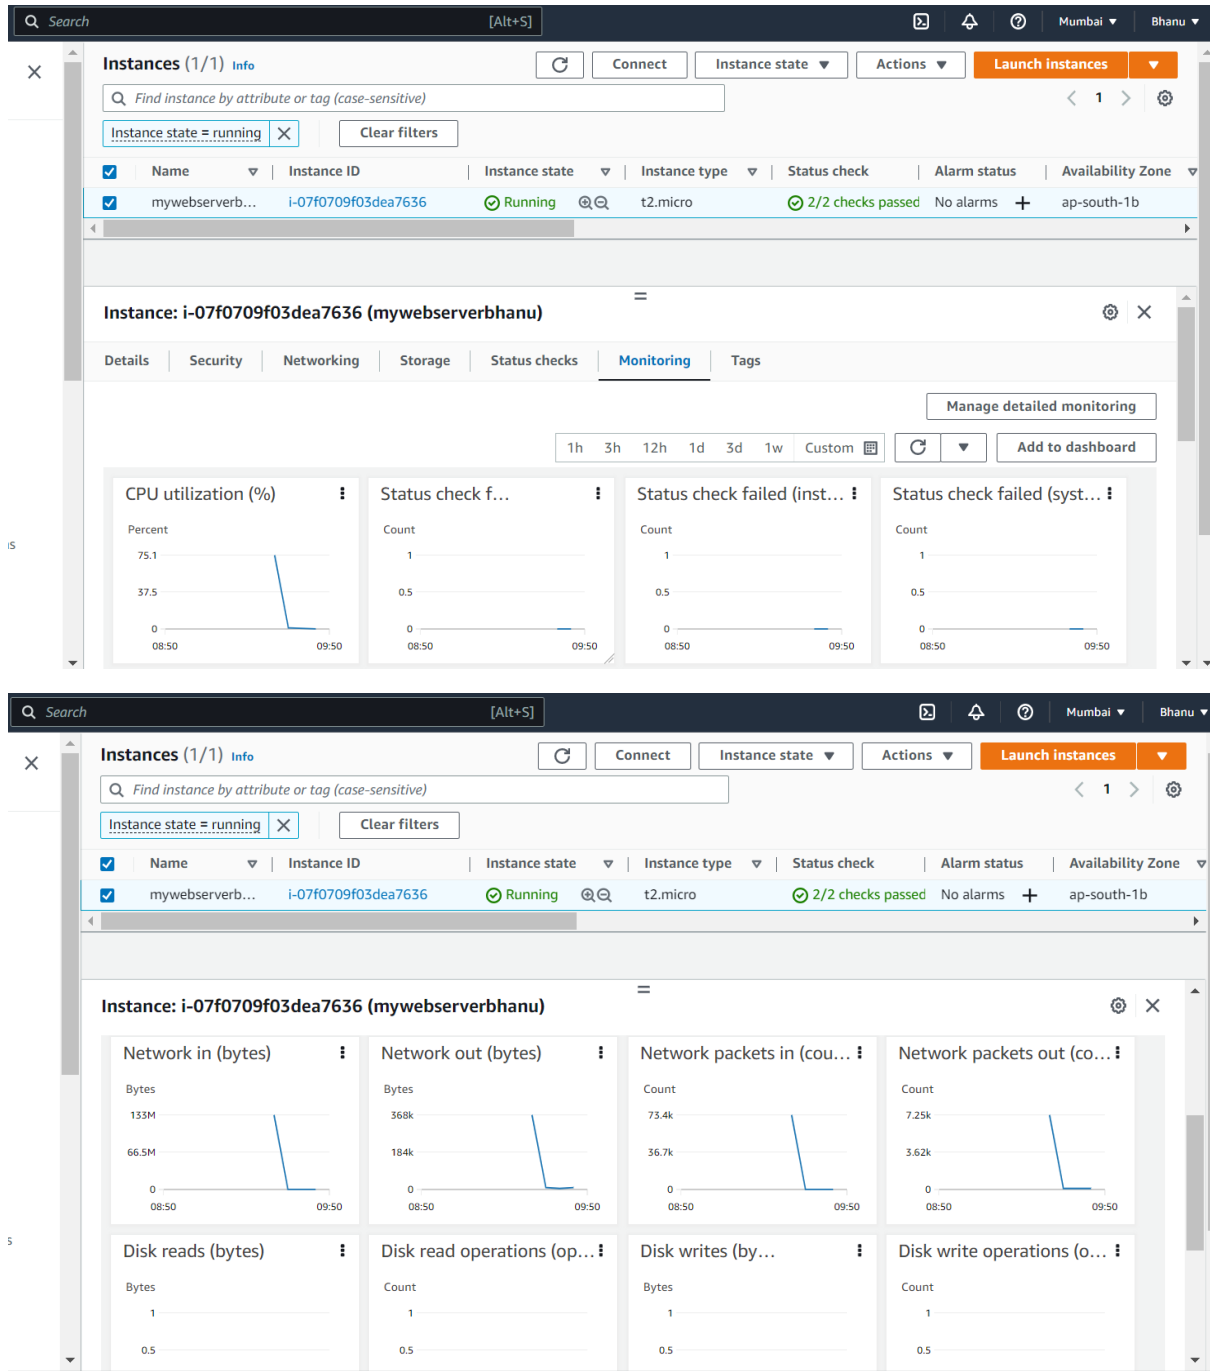 Search [Alt+S] Mumbai ▼ Bhanu ▼
Instances (1/1) Info Connect Instance state ▼ Actions ▼ Launch instances ▼
Find instance by attribute or tag (case-sensitive) < 1 >
Instance state = running Clear filters
Name Instance ID Instance state Instance type Status check Alarm status Availability Zone
mywebserverb... i-07f0709f03dea7636 Running t2.micro 2/2 checks passed No alarms + ap-south-1b
Instance: i-07f0709f03dea7636 (mywebserverbhanu)
Details Security Networking Storage Status checks Monitoring Tags
Manage detailed monitoring
1h 3h 12h 1d 3d 1w Custom Add to dashboard
CPU utilization (%) Status check f... Status check failed (inst... Status check failed (syst...
Percent Count Count Count
75.1 1 1 1
37.5 0.5 0.5 0.5
0 0 0 0
08:50 09:50 08:50 09:50 08:50 09:50 08:50 09:50
Search [Alt+S] Mumbai ▼ Bhanu ▼
Instances (1/1) Info Connect Instance state ▼ Actions ▼ Launch instances ▼
Find instance by attribute or tag (case-sensitive) < 1 >
Instance state = running Clear filters
Name Instance ID Instance state Instance type Status check Alarm status Availability Zone
mywebserverb... i-07f0709f03dea7636 Running t2.micro 2/2 checks passed No alarms + ap-south-1b
Instance: i-07f0709f03dea7636 (mywebserverbhanu)
Network in (bytes) Network out (bytes) Network packets in (cou... Network packets out (co...
Bytes Bytes Count Count
133M 368k 73.4k 7.25k
66.5M 184k 36.7k 3.62k
0 0 0 0
08:50 09:50 08:50 09:50 08:50 09:50 08:50 09:50
Disk reads (bytes) Disk read operations (op... Disk writes (by... Disk write operations (o...
Bytes Count Bytes Count
1 1 1 1
0.5 0.5 0.5 0.5